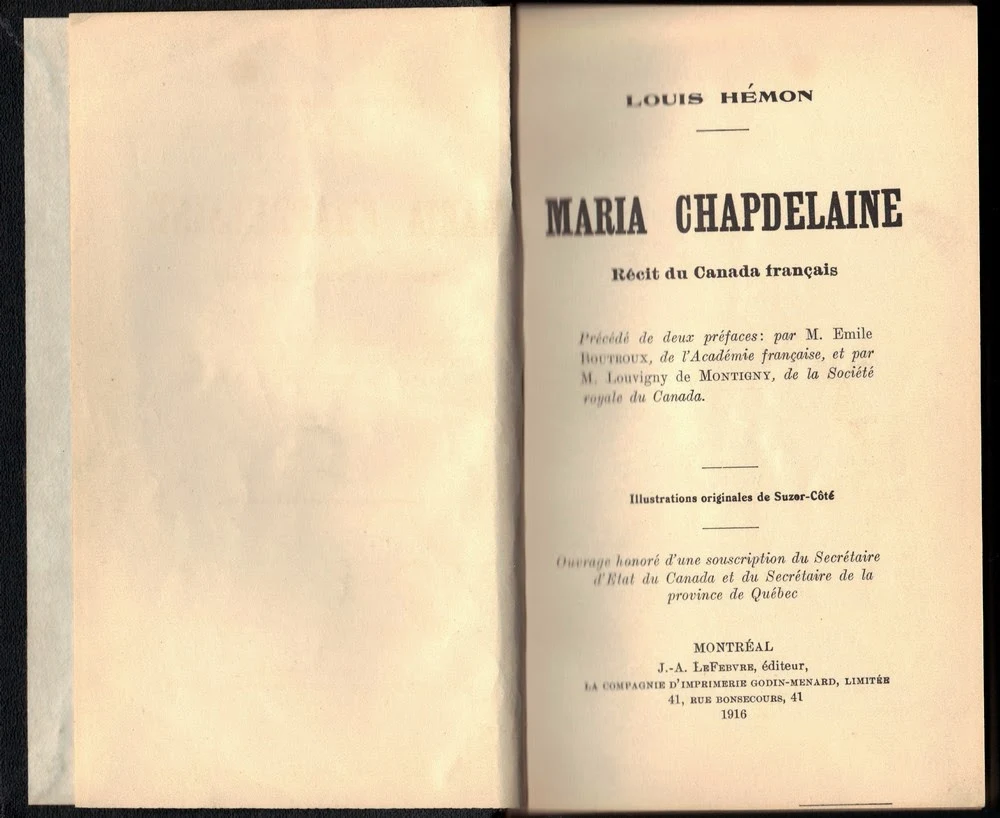 LOUIS HÉMON
MARIA CHAPDELAINE
Récit du Canada français
Précédé de deux préfaces: par M. Emile
BOUTROUX, de l'Académie française, et par
M. Louvigny de MONTIGNY, de la Société
royale du Canada.
Illustrations originales de Suzor-Côté
Ouvrage honoré d'une souscription du Secrétaire
d'Etat du Canada et du Secrétaire de la
province de Québec
MONTRÉAL
J.-A. LEFEBVRE, éditeur,
LA COMPAGNIE D'IMPRIMERIE GODIN-MENARD, LIMITÉE
41, RUE BONSECOURS, 41
1916